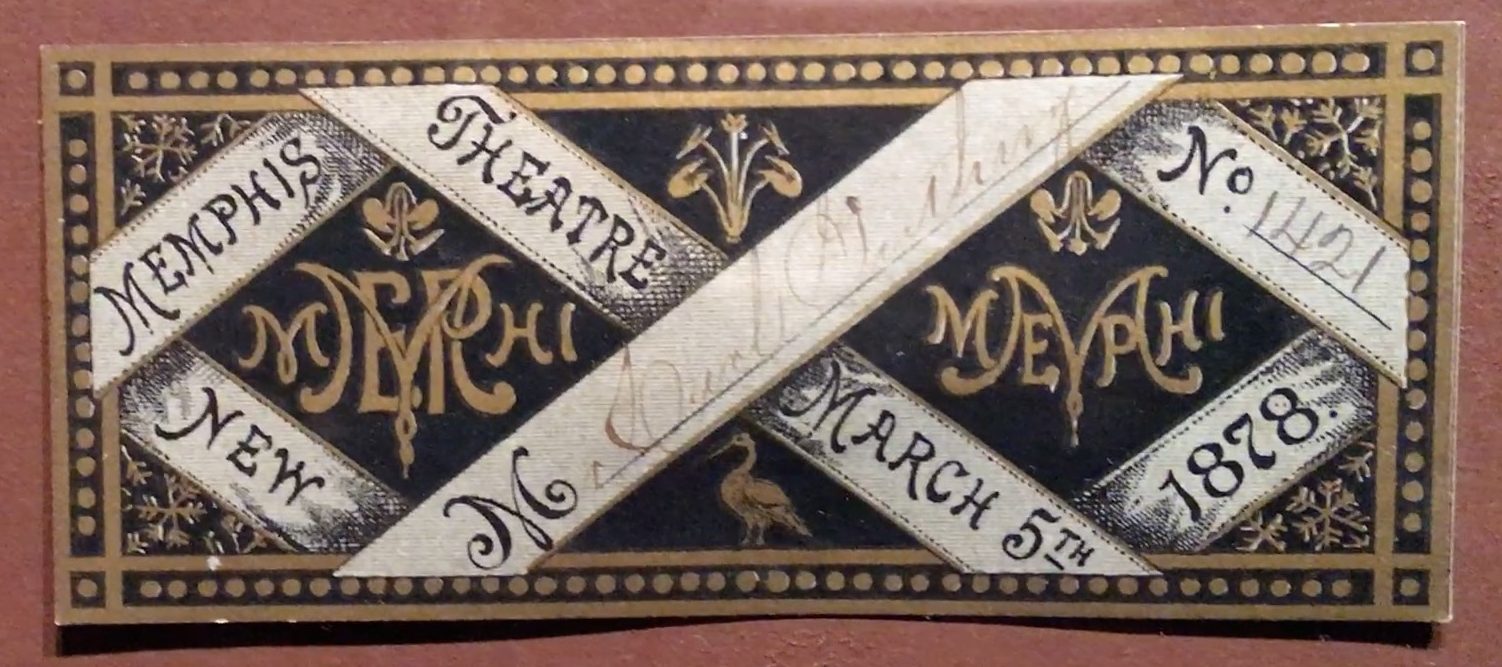 MEMPHIS
NEW
THEATRE
MEMPHI
M
MARCH 5TH
1878.
No. 1421
MEMPHI